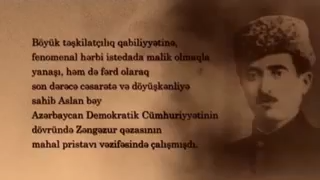 Böyük təşkilatçılıq qabiliyyətinə,
fenomenal hərbi istedada malik olmaqla
yanaşı, həm də fərd olaraq
son dərəcə cəsarətə və döyüşkənliyə
sahib Aslan bəy
Azərbaycan Demokratik Cümhuriyyətinin
dövründə Zəngəzur qəzasının
mahal pristavı vəzifəsində çalışmışdı.